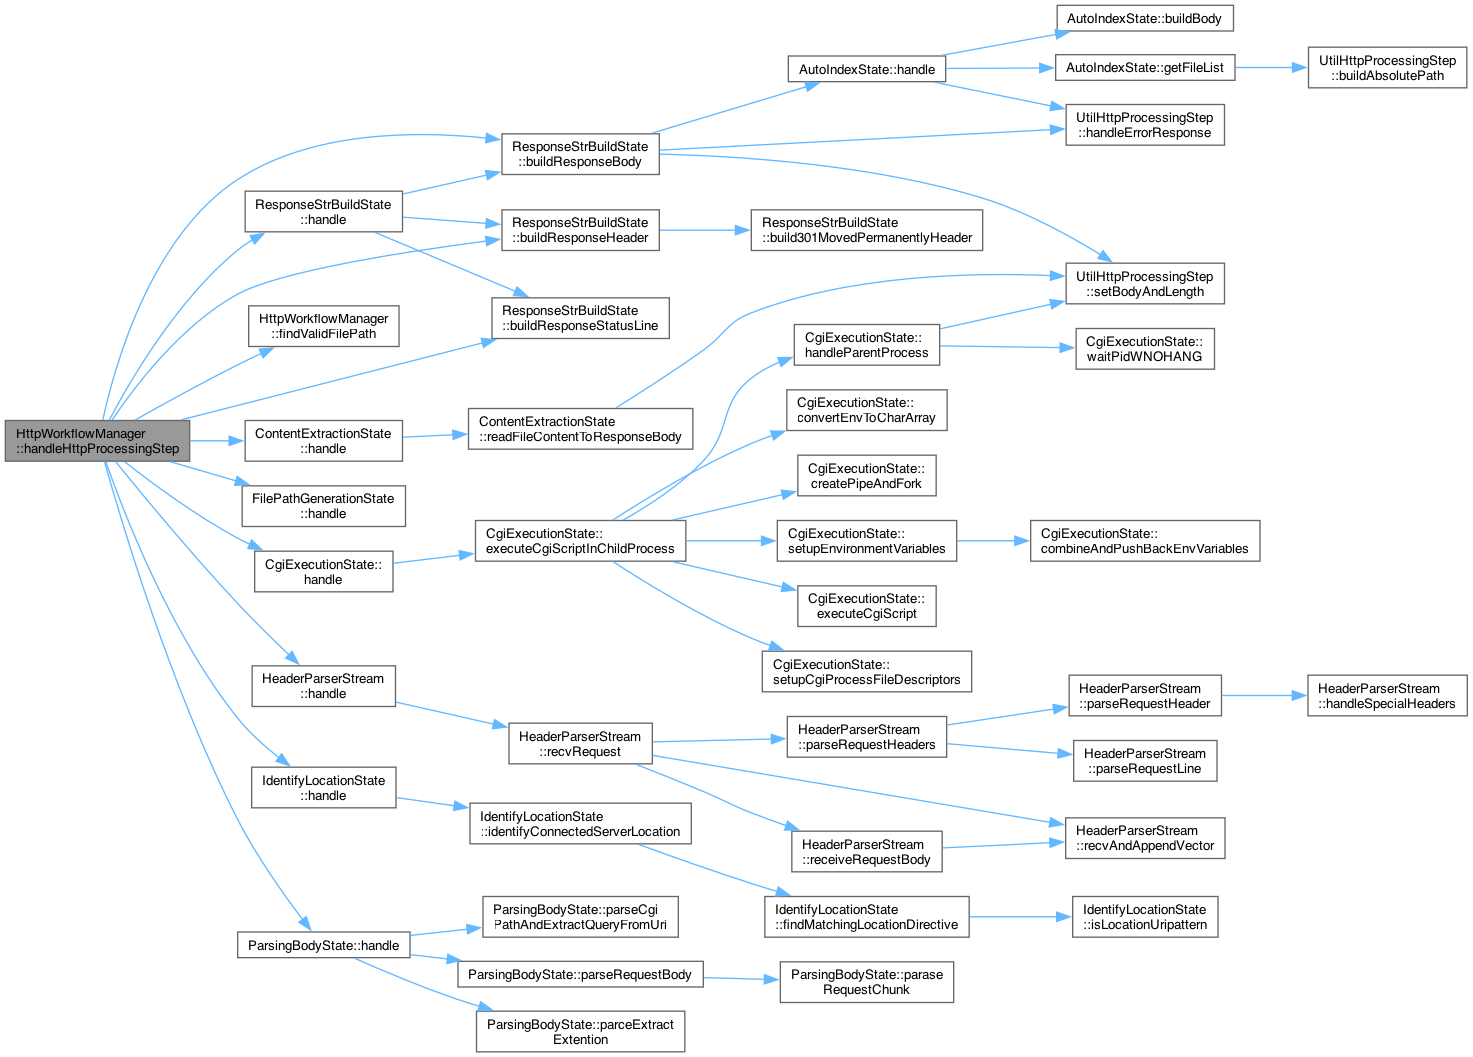 HttpWorkflowManager
::handleHttpProcessingStep
ResponseStrBuildState
::handle
HttpWorkflowManager
::findValidFilePath
ContentExtractionState
::handle
FilePathGenerationState
::handle
CgiExecutionState::
handle
HeaderParserStream
::handle
IdentifyLocationState
::handle
ParsingBodyState::handle
ResponseStrBuildState
::buildResponseBody
ResponseStrBuildState
::buildResponseHeader
ResponseStrBuildState
::buildResponseStatusLine
ContentExtractionState
::readFileContentToResponseBody
CgiExecutionState::
executeCgiScriptInChildProcess
HeaderParserStream
::recvRequest
IdentifyLocationState
::identifyConnectedServerLocation
ParsingBodyState::parseCgi
PathAndExtractQueryFromUri
ParsingBodyState::parseRequestBody
ParsingBodyState::parceExtract
Extention
AutoIndexState::handle
ResponseStrBuildState
::build301MovedPermanentlyHeader
CgiExecutionState::
handleParentProcess
CgiExecutionState::
convertEnvToCharArray
CgiExecutionState::
createPipeAndFork
CgiExecutionState::
setupEnvironmentVariables
CgiExecutionState::
executeCgiScript
CgiExecutionState::
setupCgiProcessFileDescriptors
HeaderParserStream
::parseRequestHeaders
HeaderParserStream
::receiveRequestBody
IdentifyLocationState
::findMatchingLocationDirective
ParsingBodyState::parase
RequestChunk
AutoIndexState::buildBody
AutoIndexState::getFileList
UtilHttpProcessingStep
::handleErrorResponse
UtilHttpProcessingStep
::setBodyAndLength
CgiExecutionState::
waitPidWNOHANG
CgiExecutionState::
combineAndPushBackEnvVariables
HeaderParserStream
::parseRequestHeader
HeaderParserStream
::parseRequestLine
HeaderParserStream
::recvAndAppendVector
IdentifyLocationState
::isLocationUripattern
UtilHttpProcessingStep
::buildAbsolutePath
HeaderParserStream
::handleSpecialHeaders